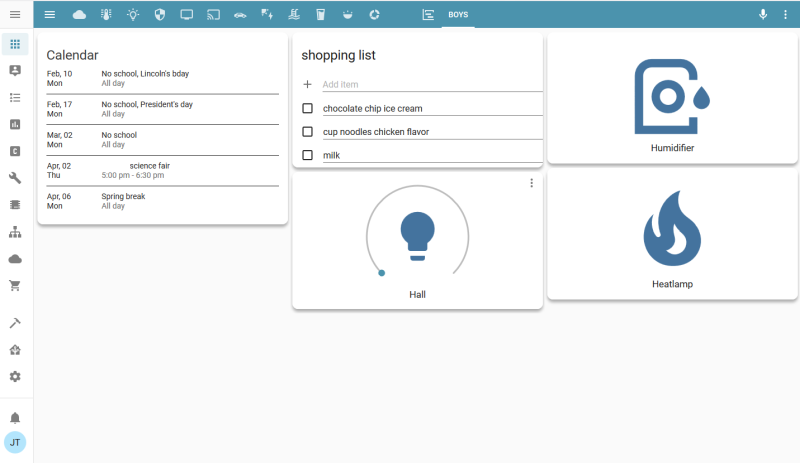 BOYS
Calendar
Feb, 10 No school, Lincoln's bday
Mon All day
Feb, 17 No school, President's day
Mon All day
Mar, 02 No school
Mon All day
Apr, 02 science fair
Thu 5:00 pm - 6:30 pm
Apr, 06 Spring break
Mon All day
shopping list
Add item
chocolate chip ice cream
cup noodles chicken flavor
milk
Hall
Humidifier
Heatlamp
C
JT